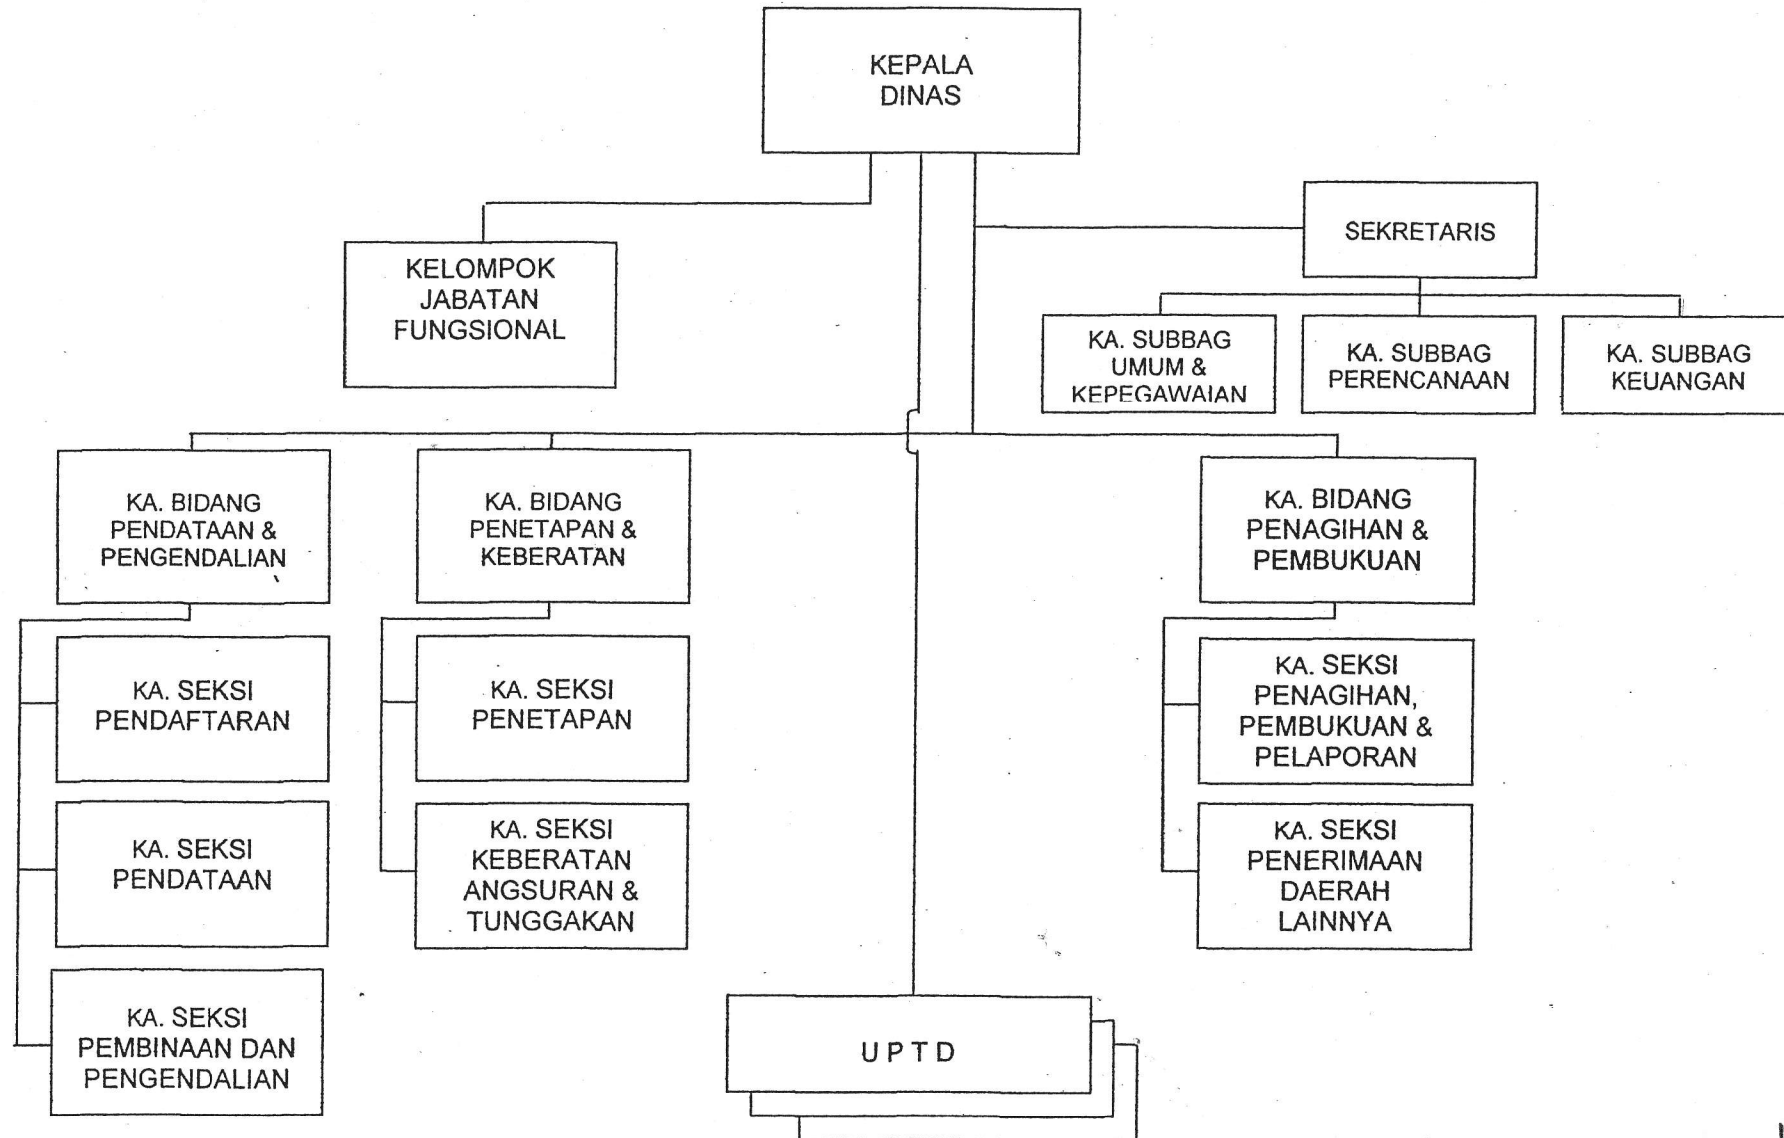 KEPALA
DINAS
SEKRETARIS
KELOMPOK
JABATAN
FUNGSIONAL
KA. SUBBAG
UMUM &
KEPEGAWAIAN
KA. SUBBAG
PERENCANAAN
KA. SUBBAG
KEUANGAN
KA. BIDANG
PENDATAAN &
PENGENDALIAN
KA. BIDANG
PENETAPAN &
KEBERATAN
KA. BIDANG
PENAGIHAN &
PEMBUKUAN
KA. SEKSI
PENDAFTARAN
KA. SEKSI
PENETAPAN
KA. SEKSI
PENAGIHAN,
PEMBUKUAN &
PELAPORAN
KA. SEKSI
PENDATAAN
KA. SEKSI
KEBERATAN
ANGSURAN &
TUNGGAKAN
KA. SEKSI
PENERIMAAN
DAERAH
LAINNYA
KA. SEKSI
PEMBINAAN DAN
PENGENDALIAN
U P T D